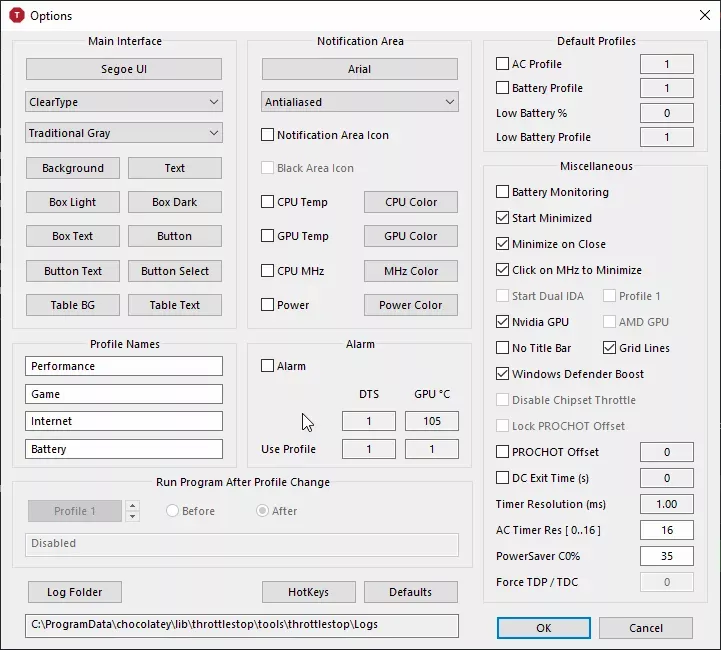 T Options
Main Interface
Segoe UI
ClearType
Traditional Gray
Background Text
Box Light Box Dark
Box Text Button
Button Text Button Select
Table BG Table Text
Notification Area
Arial
Antialiased
Notification Area Icon
Black Area Icon
CPU Temp CPU Color
GPU Temp GPU Color
CPU MHz MHz Color
Power Power Color
Default Profiles
AC Profile 1
Battery Profile 1
Low Battery % 0
Low Battery Profile 1
Miscellaneous
Battery Monitoring
Start Minimized
Minimize on Close
Click on MHz to Minimize
Start Dual IDA Profile 1
Nvidia GPU AMD GPU
No Title Bar Grid Lines
Windows Defender Boost
Disable Chipset Throttle
Lock PROCHOT Offset
PROCHOT Offset 0
DC Exit Time (s) 0
Timer Resolution (ms) 1.00
AC Timer Res [ 0..16 ] 16
PowerSaver C0% 35
Force TDP / TDC 0
Profile Names
Performance
Game
Internet
Battery
Alarm
Alarm
DTS GPU °C
1 105
Use Profile 1 1
Run Program After Profile Change
Profile 1 Before After
Disabled
Log Folder HotKeys Defaults
C:\ProgramData\chocolatey\lib\throttlestop\tools\throttlestop\Logs
OK Cancel